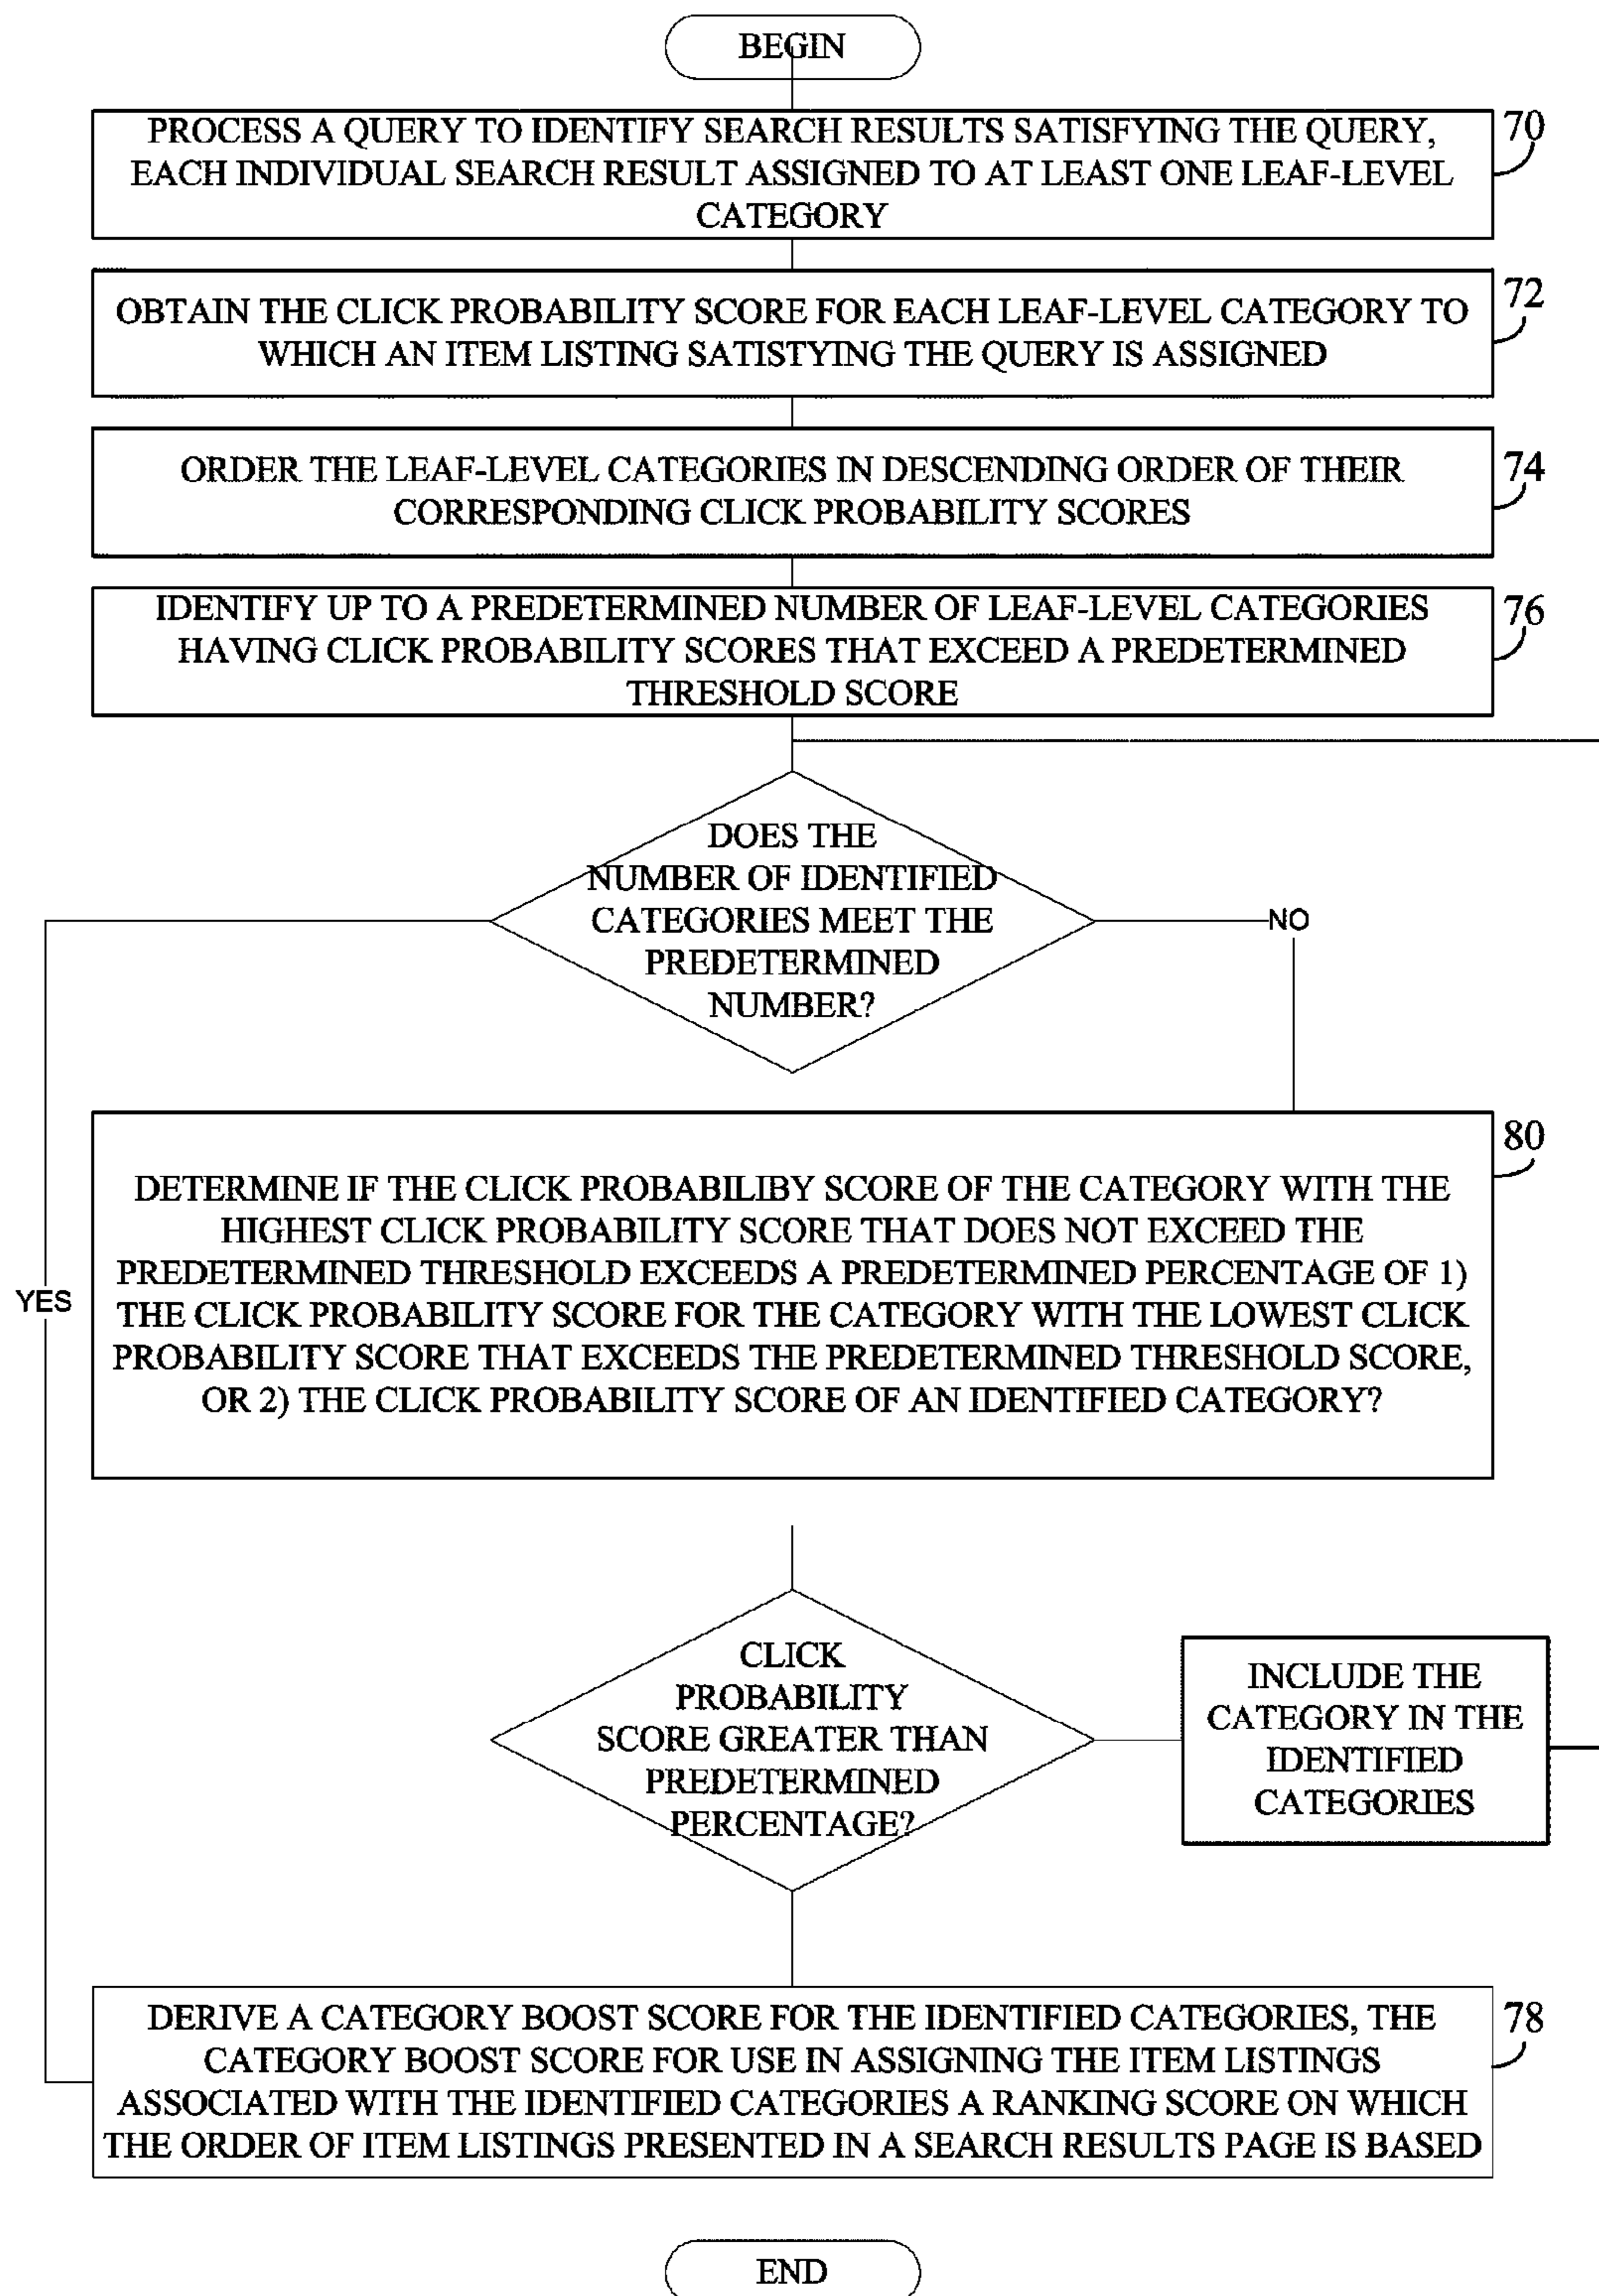 BEGIN
PROCESS A QUERY TO IDENTIFY SEARCH RESULTS SATISFYING THE QUERY,
EACH INDIVIDUAL SEARCH RESULT ASSIGNED TO AT LEAST ONE LEAF-LEVEL
CATEGORY
70
OBTAIN THE CLICK PROBABILITY SCORE FOR EACH LEAF-LEVEL CATEGORY TO
WHICH AN ITEM LISTING SATISTYING THE QUERY IS ASSIGNED
72
ORDER THE LEAF-LEVEL CATEGORIES IN DESCENDING ORDER OF THEIR
CORRESPONDING CLICK PROBABILITY SCORES
74
IDENTIFY UP TO A PREDETERMINED NUMBER OF LEAF-LEVEL CATEGORIES
HAVING CLICK PROBABILITY SCORES THAT EXCEED A PREDETERMINED
THRESHOLD SCORE
76
DOES THE
NUMBER OF IDENTIFIED
CATEGORIES MEET THE
PREDETERMINED
NUMBER?
NO
YES
DETERMINE IF THE CLICK PROBABILIBY SCORE OF THE CATEGORY WITH THE
HIGHEST CLICK PROBABILITY SCORE THAT DOES NOT EXCEED THE
PREDETERMINED THRESHOLD EXCEEDS A PREDETERMINED PERCENTAGE OF 1)
THE CLICK PROBABILITY SCORE FOR THE CATEGORY WITH THE LOWEST CLICK
PROBABILITY SCORE THAT EXCEEDS THE PREDETERMINED THRESHOLD SCORE,
OR 2) THE CLICK PROBABILITY SCORE OF AN IDENTIFIED CATEGORY?
80
CLICK
PROBABILITY
SCORE GREATER THAN
PREDETERMINED
PERCENTAGE?
INCLUDE THE
CATEGORY IN THE
IDENTIFIED
CATEGORIES
DERIVE A CATEGORY BOOST SCORE FOR THE IDENTIFIED CATEGORIES, THE
CATEGORY BOOST SCORE FOR USE IN ASSIGNING THE ITEM LISTINGS
ASSOCIATED WITH THE IDENTIFIED CATEGORIES A RANKING SCORE ON WHICH
THE ORDER OF ITEM LISTINGS PRESENTED IN A SEARCH RESULTS PAGE IS BASED
78
END